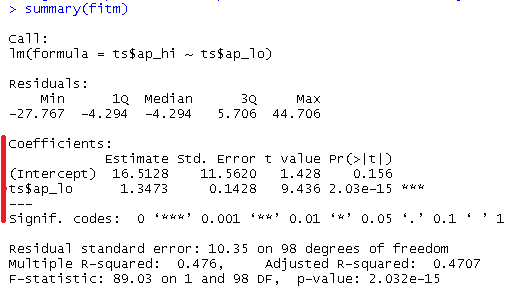 > summary(fitm)
Call:
lm(formula = ts$ap_hi ~ ts$ap_lo)
Residuals:
Min 1Q Median 3Q Max
-27.767 -4.294 -4.294 5.706 44.706
Coefficients:
Estimate Std. Error t value Pr(>|t|)
(Intercept) 16.5128 11.5620 1.428 0.156
ts$ap_lo 1.3473 0.1428 9.436 2.03e-15 ***
---
Signif. codes: 0 ‘***’ 0.001 ‘**’ 0.01 ‘*’ 0.05 ‘.’ 0.1 ‘ ’ 1
Residual standard error: 10.35 on 98 degrees of freedom
Multiple R-squared: 0.476, Adjusted R-squared: 0.4707
F-statistic: 89.03 on 1 and 98 DF, p-value: 2.032e-15